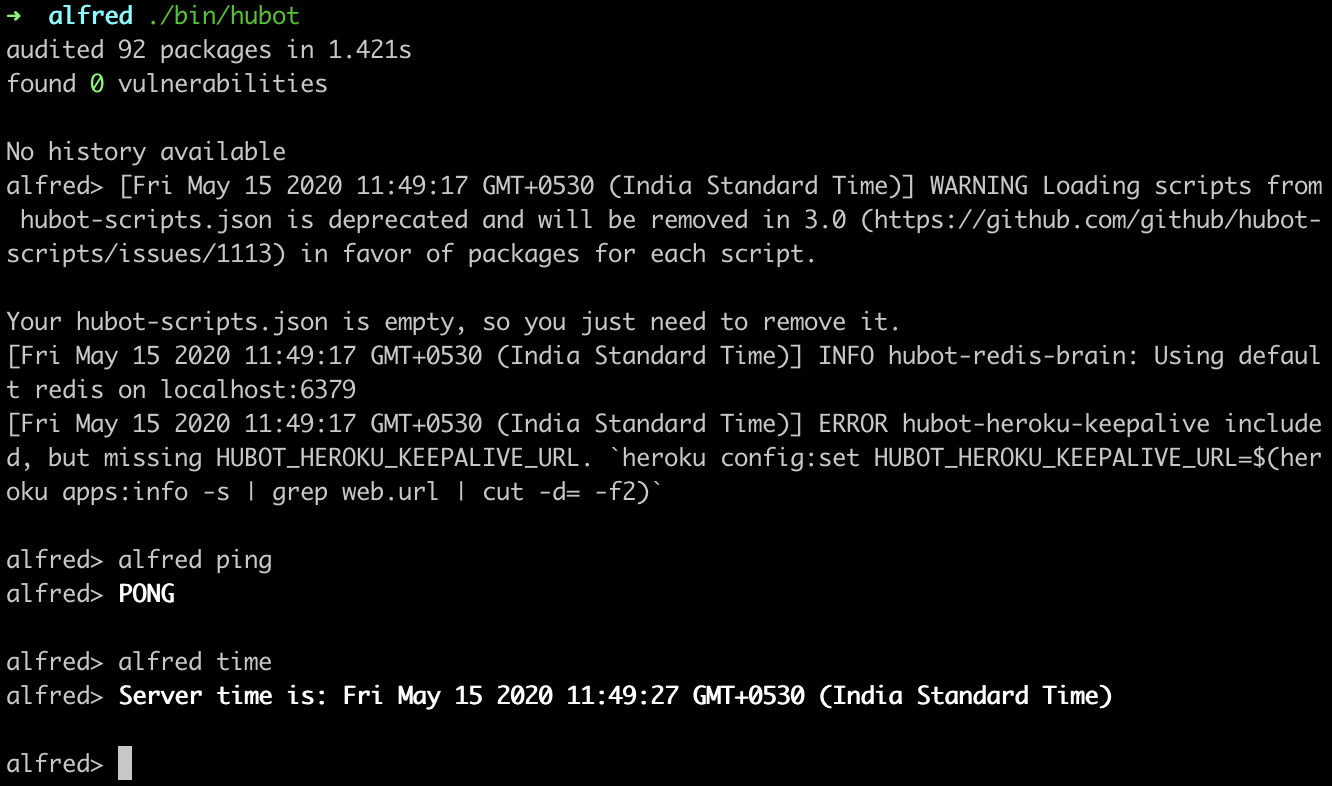 ➜  alfred ./bin/hubot
audited 92 packages in 1.421s
found 0 vulnerabilities

No history available
alfred> [Fri May 15 2020 11:49:17 GMT+0530 (India Standard Time)] WARNING Loading scripts from
 hubot-scripts.json is deprecated and will be removed in 3.0 (https://github.com/github/hubot-
scripts/issues/1113) in favor of packages for each script.

Your hubot-scripts.json is empty, so you just need to remove it.
[Fri May 15 2020 11:49:17 GMT+0530 (India Standard Time)] INFO hubot-redis-brain: Using defaul
t redis on localhost:6379
[Fri May 15 2020 11:49:17 GMT+0530 (India Standard Time)] ERROR hubot-heroku-keepalive include
d, but missing HUBOT_HEROKU_KEEPALIVE_URL. `heroku config:set HUBOT_HEROKU_KEEPALIVE_URL=$(her
oku apps:info -s | grep web.url | cut -d= -f2)`

alfred> alfred ping
alfred> PONG

alfred> alfred time
alfred> Server time is: Fri May 15 2020 11:49:27 GMT+0530 (India Standard Time)

alfred>